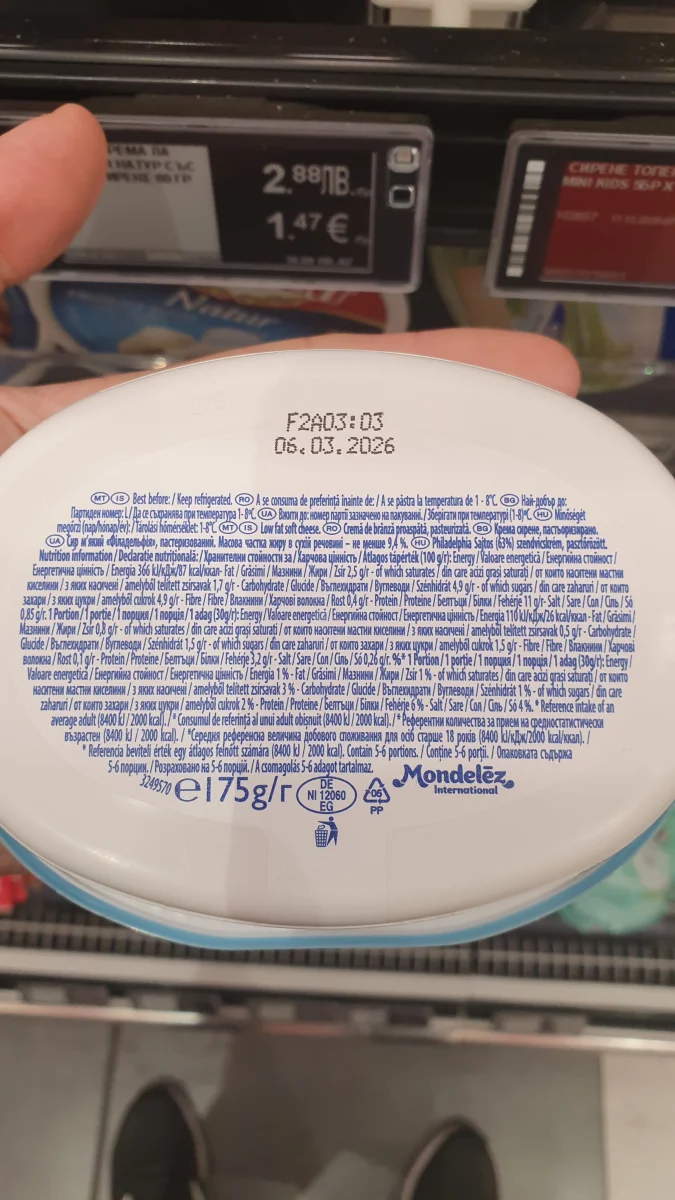 2.88ЛВ.
1.47 €
СИРЕНЕ ТОПЕ
MINI KIDS 5БР X
Natur
F2A03:03
06.03.2026
MT IS Best before: / Keep refrigerated. RO A se consuma de preferință înainte de: / A se păstra la temperatura de 1 - 8°C. BG Най-добър до:
Партиден номер: L / Да се съхранява при температура 1-8°C. UA Вжити до: номер партії зазначено на пакуванні. / Зберігати при температурі (1-8)°C. HU Minőségét
megőrzi (nap/hónap/év): / Tárolási hőmérséklet: 1-8°C. MT IS Low fat soft cheese. RO Cremă de brânză proaspătă, pasteurizată. BG Крема сирене, пастьоризирано.
UA Сир м'який «Філадельфія», пастеризований. Масова частка жиру в сухій речовині – не менше 9,4 %. HU Philadelphia Sajtos (63%) szendvicskrém, pasztőrözött.
Nutrition information / Declarație nutrițională: / Хранителни стойности за / Харчова цінність / Átlagos tápérték (100 g/г): Energy / Valoare energetică / Енергийна стойност /
Енергетична цінність / Energia 366 kJ/кДж/87 kcal/ккал- Fat / Grăsimi / Мазнини / Жири / Zsír 2,5 g/г - of which saturates / din care acizi grași saturați / от които наситени мастни
киселини / з яких насичені / amelyből telített zsírsavak 1,7 g/г - Carbohydrate / Glucide / Въглехидрати / Вуглеводи / Szénhidrát 4,9 g/г - of which sugars / din care zaharuri / от които
захари / з яких цукри / amelyből cukrok 4,9 g/г - Fibre / Fibre / Влакнини / Харчові волокна / Rost 0,4 g/г - Protein / Proteine / Белтъци / Білки / Fehérje 11 g/г - Salt / Sare / Сол / Сіль / Só
0,85 g/г. 1 Portion / 1 portie / 1 порция / 1 порція / 1 adag (30g/г): Energy / Valoare energetică / Енергийна стойност / Енергетична цінність / Energia 110 kJ/кДж/26 kcal/ккал - Fat / Grăsimi /
Мазнини / Жири / Zsír 0,8 g/г - of which saturates / din care acizi grași saturați / от които наситени мастни киселини / з яких насичені / amelyből telített zsírsavak 0,5 g/г - Carbohydrate /
Glucide / Въглехидрати / Вуглеводи / Szénhidrát 1,5 g/г - of which sugars / din care zaharuri / от които захари / з яких цукри / amelyből cukrok 1,5 g/г - Fibre / Fibre / Влакнини / Харчові
волокна / Rost 0,1 g/г - Protein / Proteine / Белтъци / Білки / Fehérje 3,2 g/г - Salt / Sare / Сол / Сіль / Só 0,26 g/г. %* 1 Portion / 1 portie / 1 порция / 1 порція / 1 adag (30g/г): Energy /
Valoare energetică / Енергийна стойност / Енергетична цінність / Energia 1 % - Fat / Grăsimi / Мазнини / Жири / Zsír 1 % - of which saturates / din care acizi grași saturați / от които
наситени мастни киселини / з яких насичені / amelyből telített zsírsavak 3 % - Carbohydrate / Glucide / Въглехидрати / Вуглеводи / Szénhidrát 1 % - of which sugars / din care
zaharuri / от които захари / з яких цукри / amelyből cukrok 2 % - Protein / Proteine / Белтъци / Білки / Fehérje 6 % - Salt / Sare / Сол / Сіль / Só 4 %. * Reference intake of an
average adult (8400 kJ / 2000 kcal). / * Consumul de referință al unui adult obișnuit (8400 kJ / 2000 kcal). / * Референтни количества за прием на среднотатистически
възрастен (8400 kJ / 2000 kcal). / *Середня референсна величина добового споживання для осіб старше 18 років (8400 kJ/кДж/2000 kcal/ккал). /
* Referencia beviteli érték egy átlagos felnőtt számára (8400 kJ / 2000 kcal). Contain 5-6 portions. / Conține 5-6 porții. / Опаковката съдържа
5-6 порции. / Розраховано на 5-6 порцій. / A csomagolás 5-6 adagot tartalmaz.
3249570 e175g/г DE NI 12060 EG 05 PP Mondelēz International